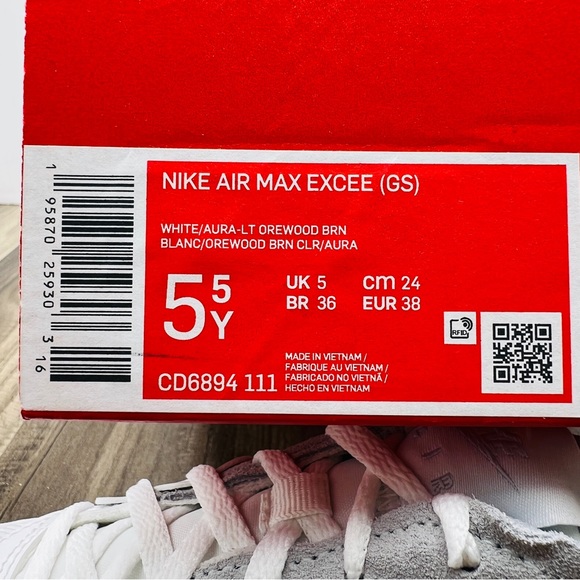 NIKE AIR MAX EXCEE (GS)
WHITE/AURA-LT OREWOOD BRN
BLANC/OREWOOD BRN CLR/AURA
5 5 Y
UK 5 cm 24
BR 36 EUR 38
RFID
MADE IN VIETNAM /
FABRIQUE AU VIETNAM /
FABRICADO NO VIETNÃ /
HECHO EN VIETNAM
CD6894 111
1 95870 25930 3 16